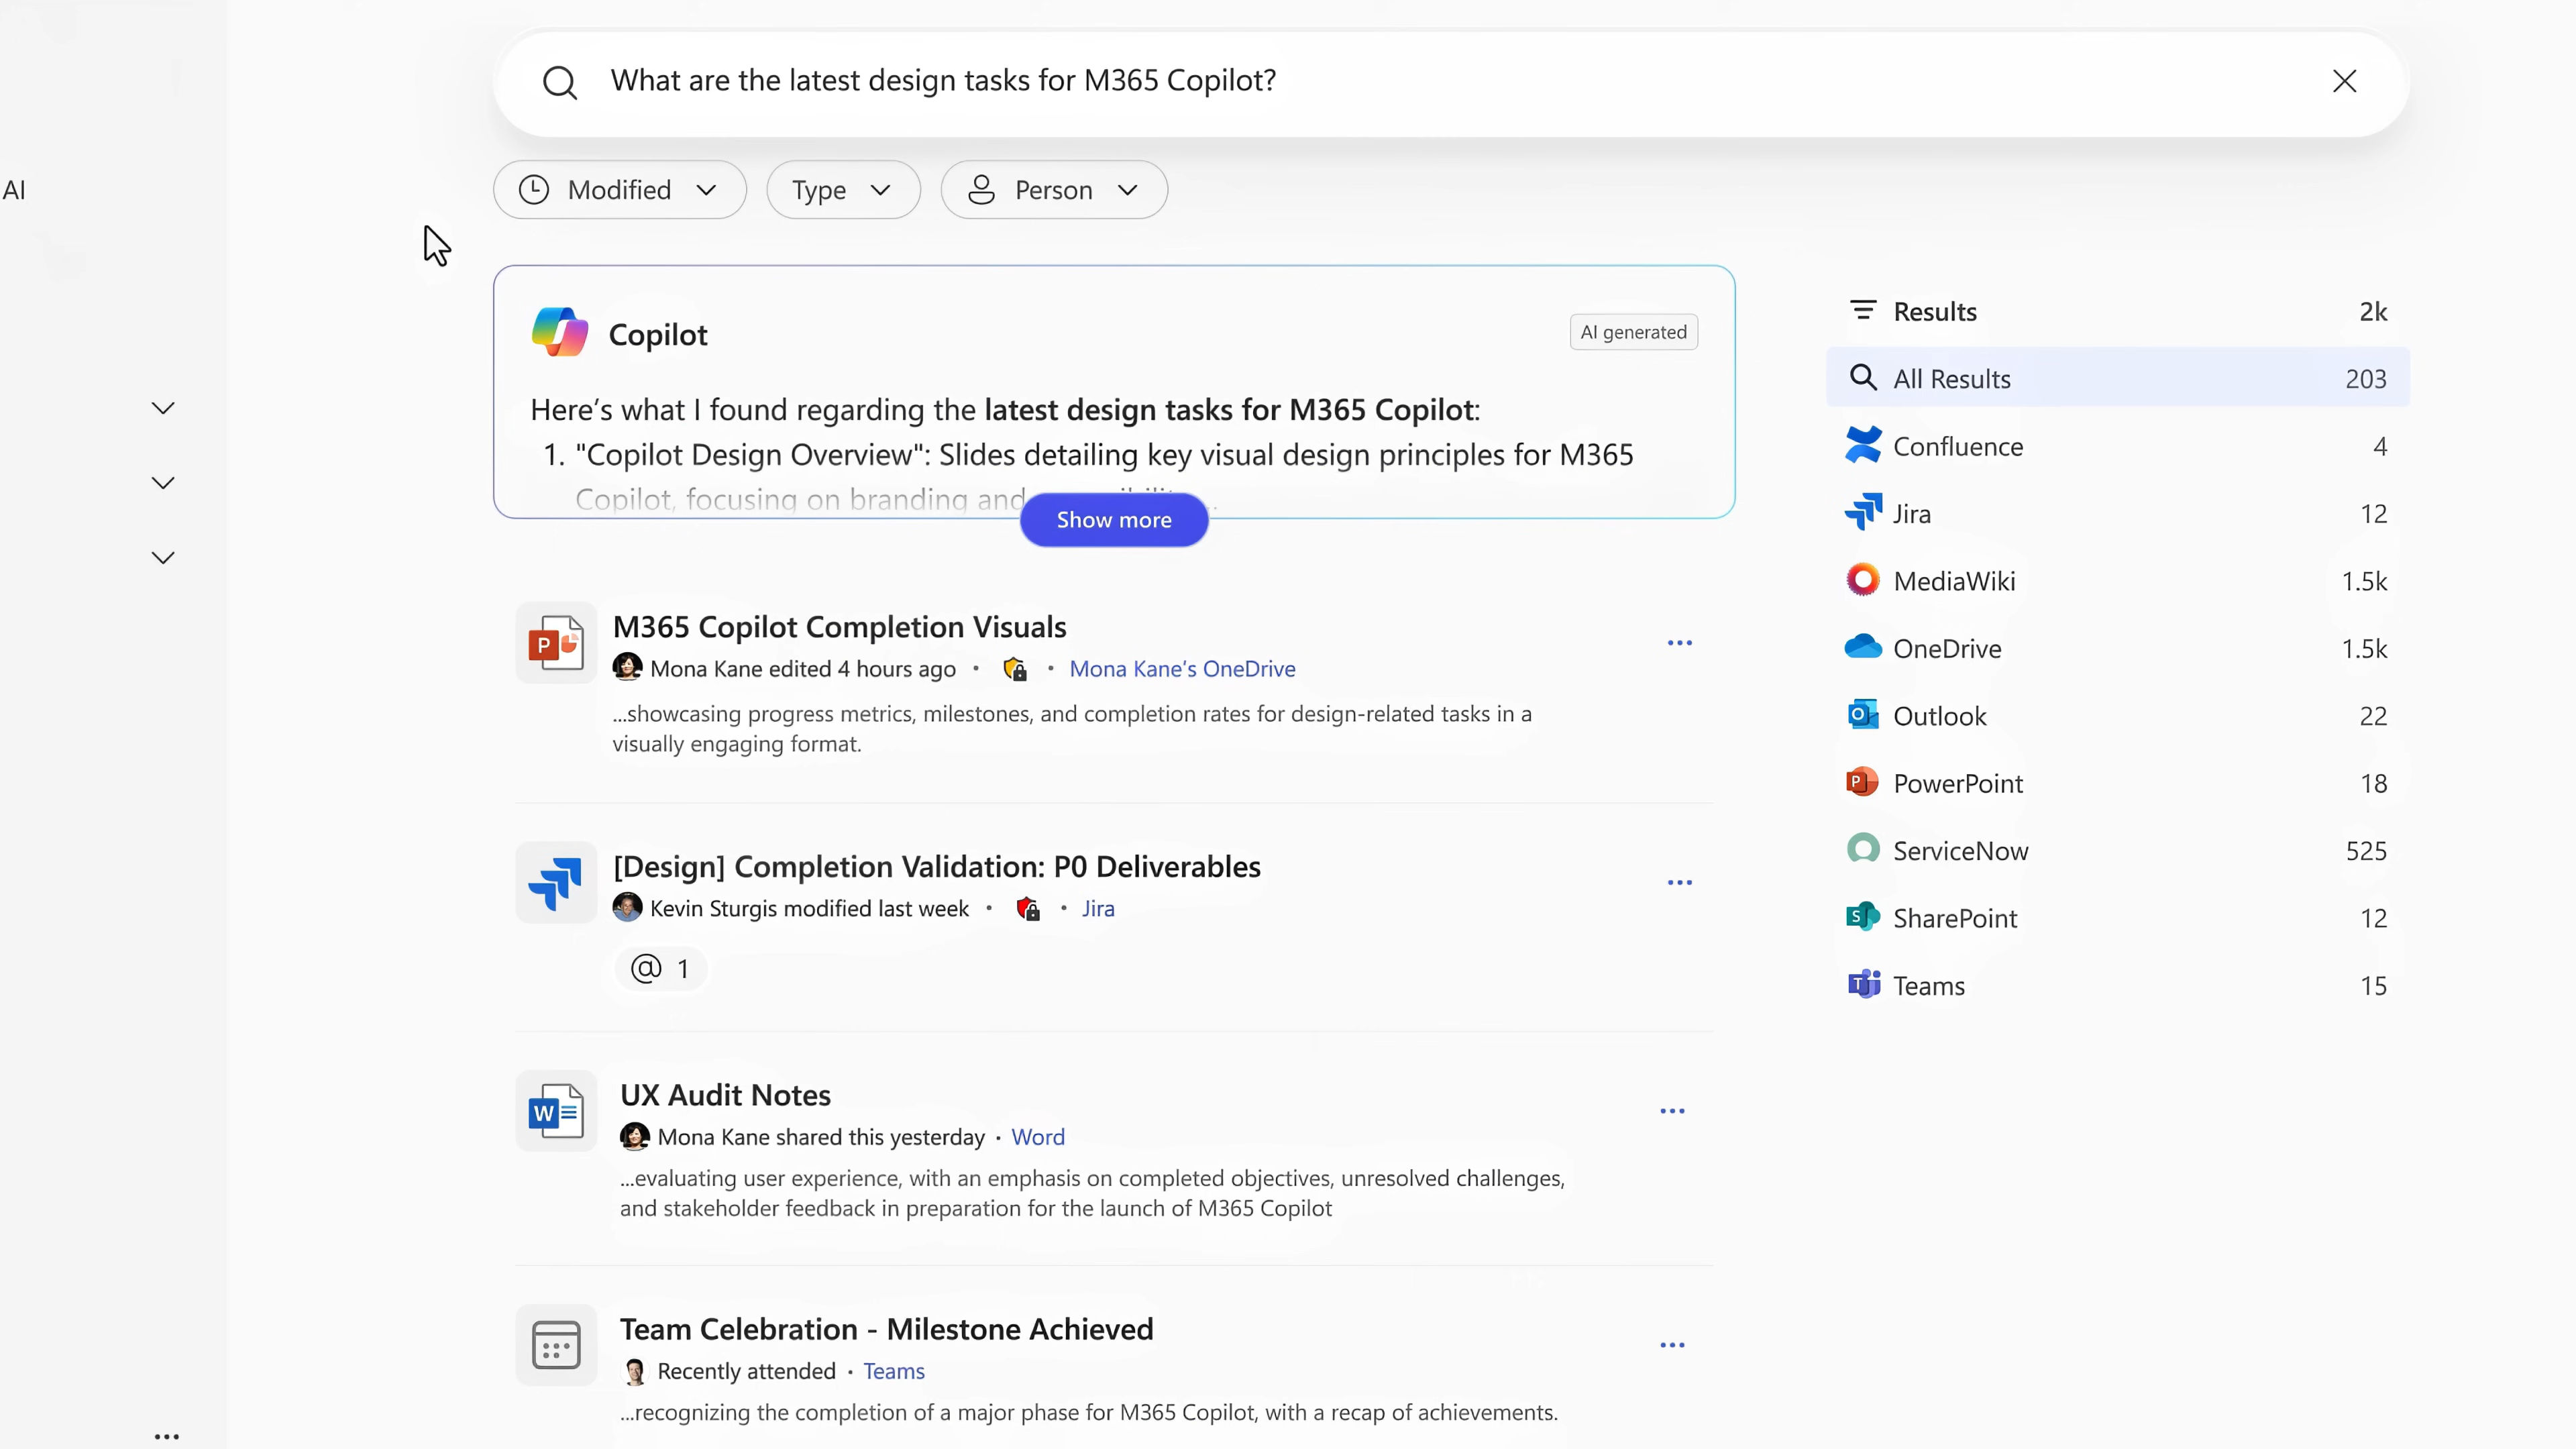 What are the latest design tasks for M365 Copilot?
AI
Modified
Type
Person
Copilot
AI generated
Here’s what I found regarding the latest design tasks for M365 Copilot:
1. "Copilot Design Overview": Slides detailing key visual design principles for M365
Copilot, focusing on branding and
Show more
M365 Copilot Completion Visuals
Mona Kane edited 4 hours ago • • Mona Kane’s OneDrive
...showcasing progress metrics, milestones, and completion rates for design-related tasks in a
visually engaging format.
[Design] Completion Validation: P0 Deliverables
Kevin Sturgis modified last week • • Jira
@ 1
UX Audit Notes
Mona Kane shared this yesterday • Word
...evaluating user experience, with an emphasis on completed objectives, unresolved challenges,
and stakeholder feedback in preparation for the launch of M365 Copilot
Team Celebration - Milestone Achieved
Recently attended • Teams
...recognizing the completion of a major phase for M365 Copilot, with a recap of achievements.
Results 2k
All Results 203
Confluence 4
Jira 12
MediaWiki 1.5k
OneDrive 1.5k
Outlook 22
PowerPoint 18
ServiceNow 525
SharePoint 12
Teams 15